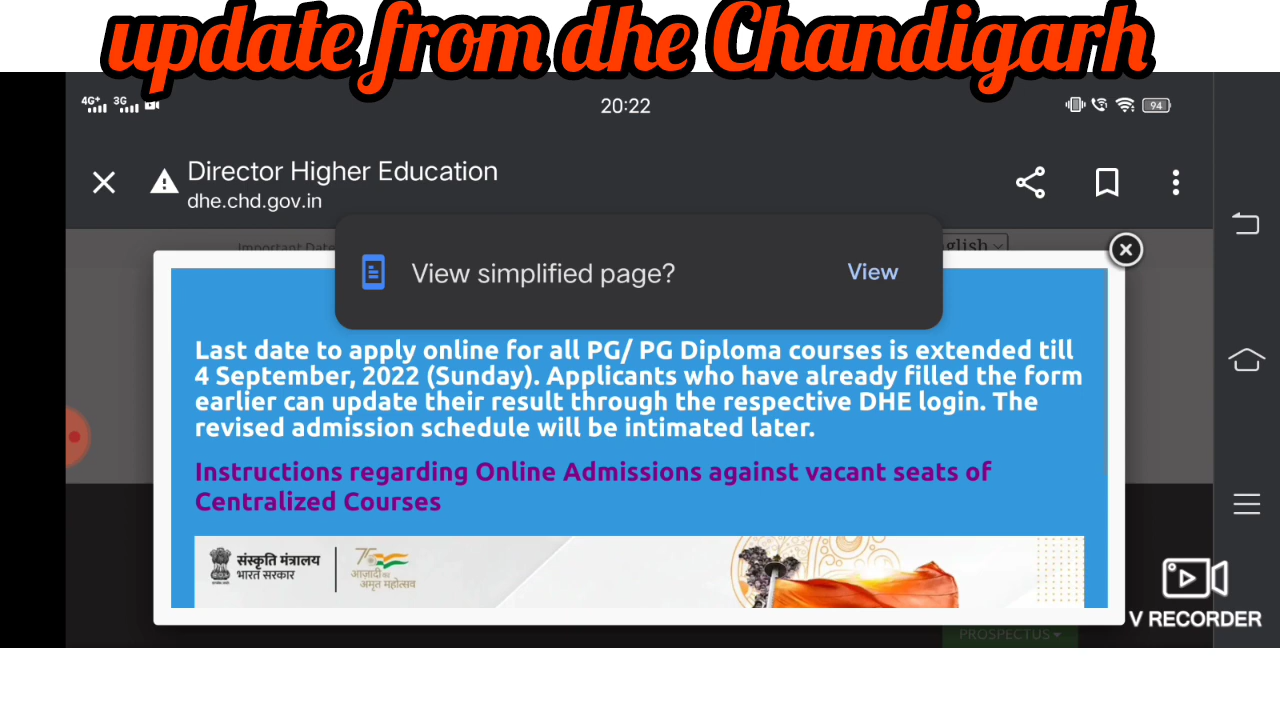 update from dhe Chandigarh
4G+ 3G 20:22 94
Director Higher Education
dhe.chd.gov.in
Important Date
glish
View simplified page? View
Last date to apply online for all PG/ PG Diploma courses is extended till
4 September, 2022 (Sunday). Applicants who have already filled the form
earlier can update their result through the respective DHE login. The
revised admission schedule will be intimated later.
Instructions regarding Online Admissions against vacant seats of
Centralized Courses
संस्कृति मंत्रालय
भारत सरकार
75
आज़ादी का
अमृत महोत्सव
PROSPECTUS
V RECORDER